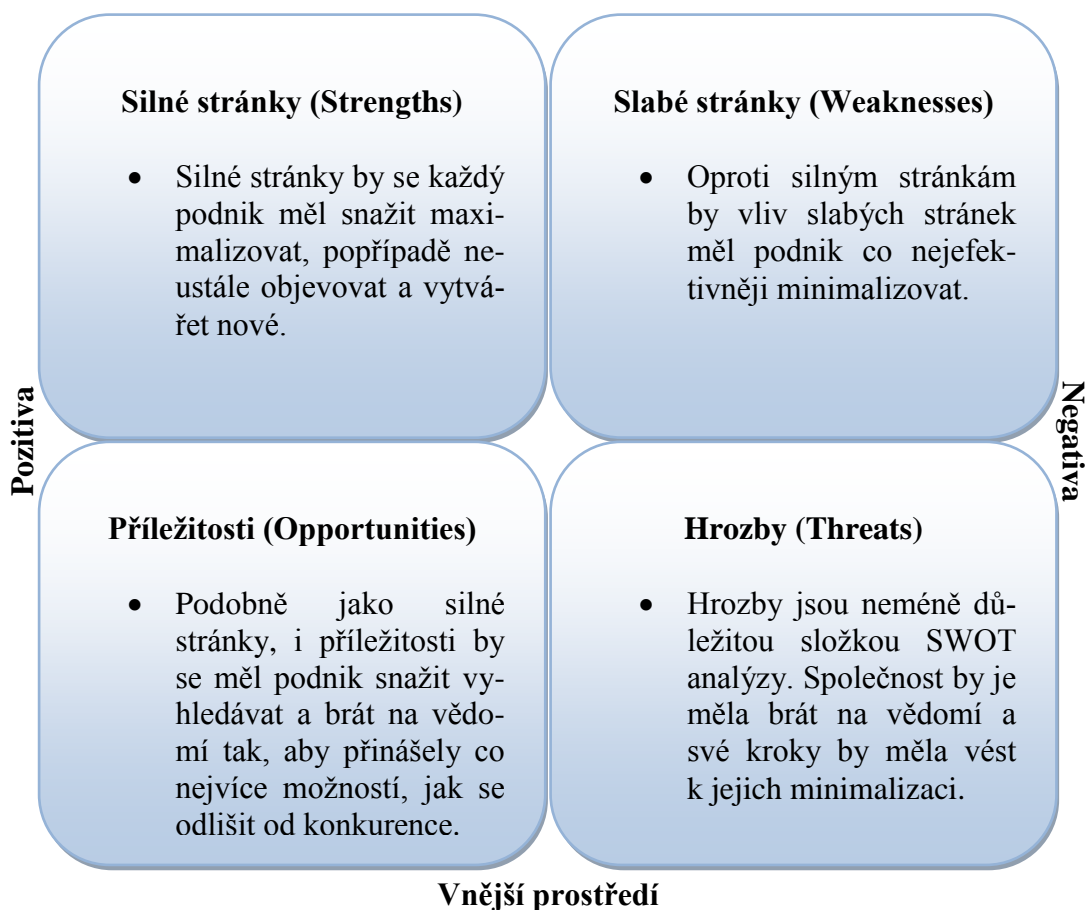 Silné stránky (Strengths)
• Silné stránky by se každý
podnik měl snažit maxi-
malizovat, popřípadě ne-
ustále objevovat a vytvá-
řet nové.
Slabé stránky (Weaknesses)
• Oproti silným stránkám
by vliv slabých stránek
měl podnik co nejefek-
tivněji minimalizovat.
Pozitiva
Negativa
Příležitosti (Opportunities)
• Podobně jako silné
stránky, i příležitosti by
se měl podnik snažit vy-
hledávat a brát na vědo-
mí tak, aby přinášely co
nejvíce možností, jak se
odlišit od konkurence.
Hrozby (Threats)
• Hrozby jsou neméně dů-
ležitou složkou SWOT
analýzy. Společnost by je
měla brát na vědomí a
své kroky by měla vést
k jejich minimalizaci.
Vnější prostředí